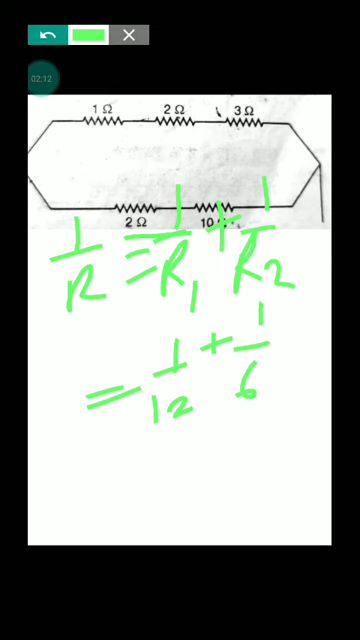 02:12
1 Ω 2 Ω 3 Ω
2 Ω 10
1/R = 1/R1 + 1/R2
= 1/12 + 1/6